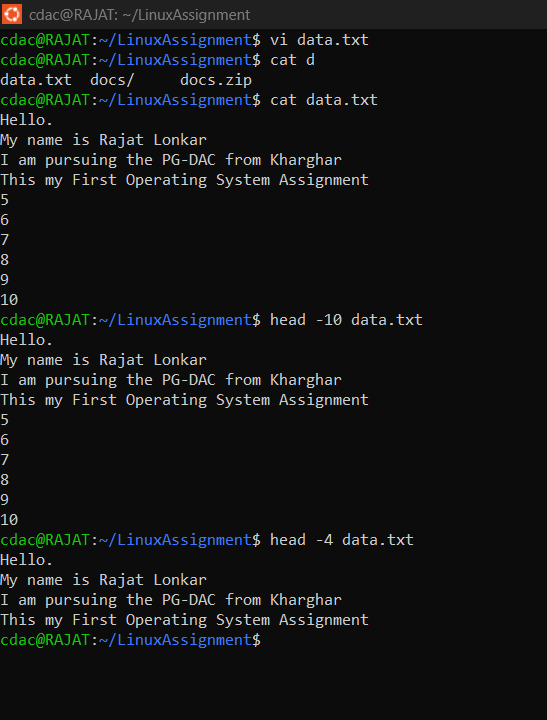 cdac@RAJAT: ~/LinuxAssignment
cdac@RAJAT:~/LinuxAssignment$ vi data.txt
cdac@RAJAT:~/LinuxAssignment$ cat d
data.txt  docs/     docs.zip
cdac@RAJAT:~/LinuxAssignment$ cat data.txt
Hello.
My name is Rajat Lonkar
I am pursuing the PG-DAC from Kharghar
This my First Operating System Assignment
5
6
7
8
9
10
cdac@RAJAT:~/LinuxAssignment$ head -10 data.txt
Hello.
My name is Rajat Lonkar
I am pursuing the PG-DAC from Kharghar
This my First Operating System Assignment
5
6
7
8
9
10
cdac@RAJAT:~/LinuxAssignment$ head -4 data.txt
Hello.
My name is Rajat Lonkar
I am pursuing the PG-DAC from Kharghar
This my First Operating System Assignment
cdac@RAJAT:~/LinuxAssignment$